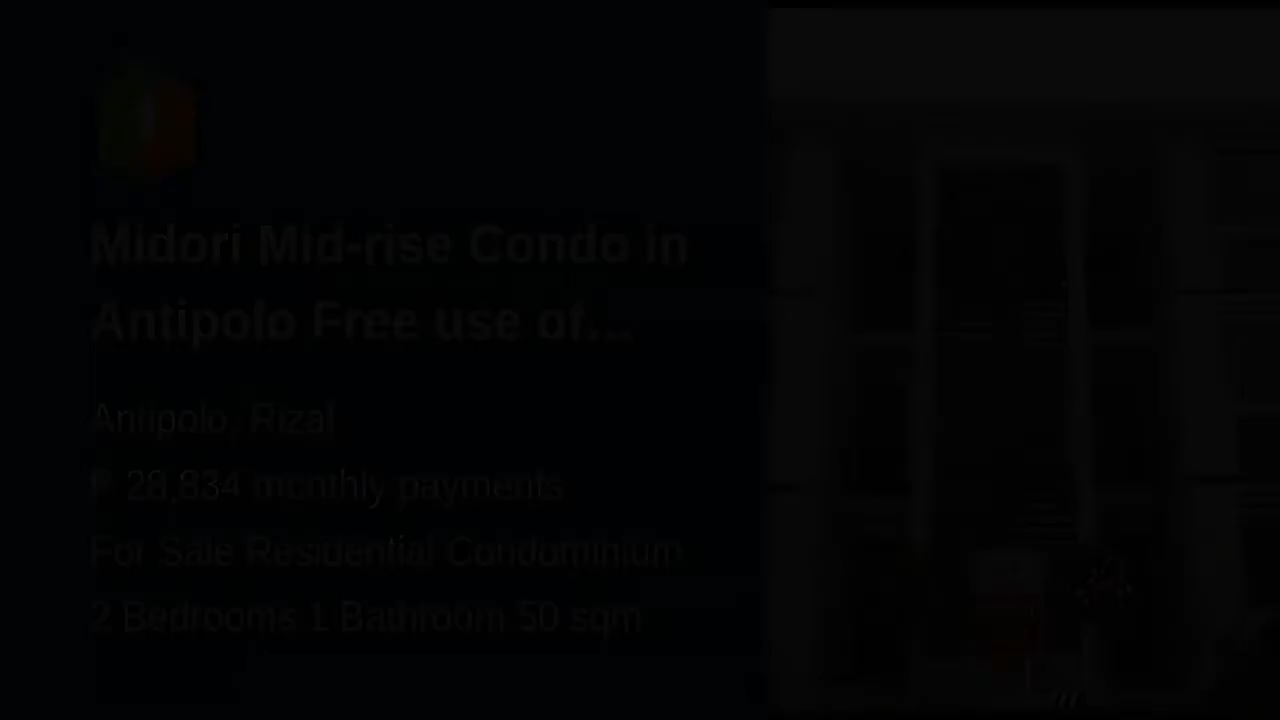 Midori Mid-rise Condo in
Antipolo Free use of...
Antipolo, Rizal
₱ 28,834 monthly payments
For Sale Residential Condominium
2 Bedrooms 1 Bathroom 50 sqm